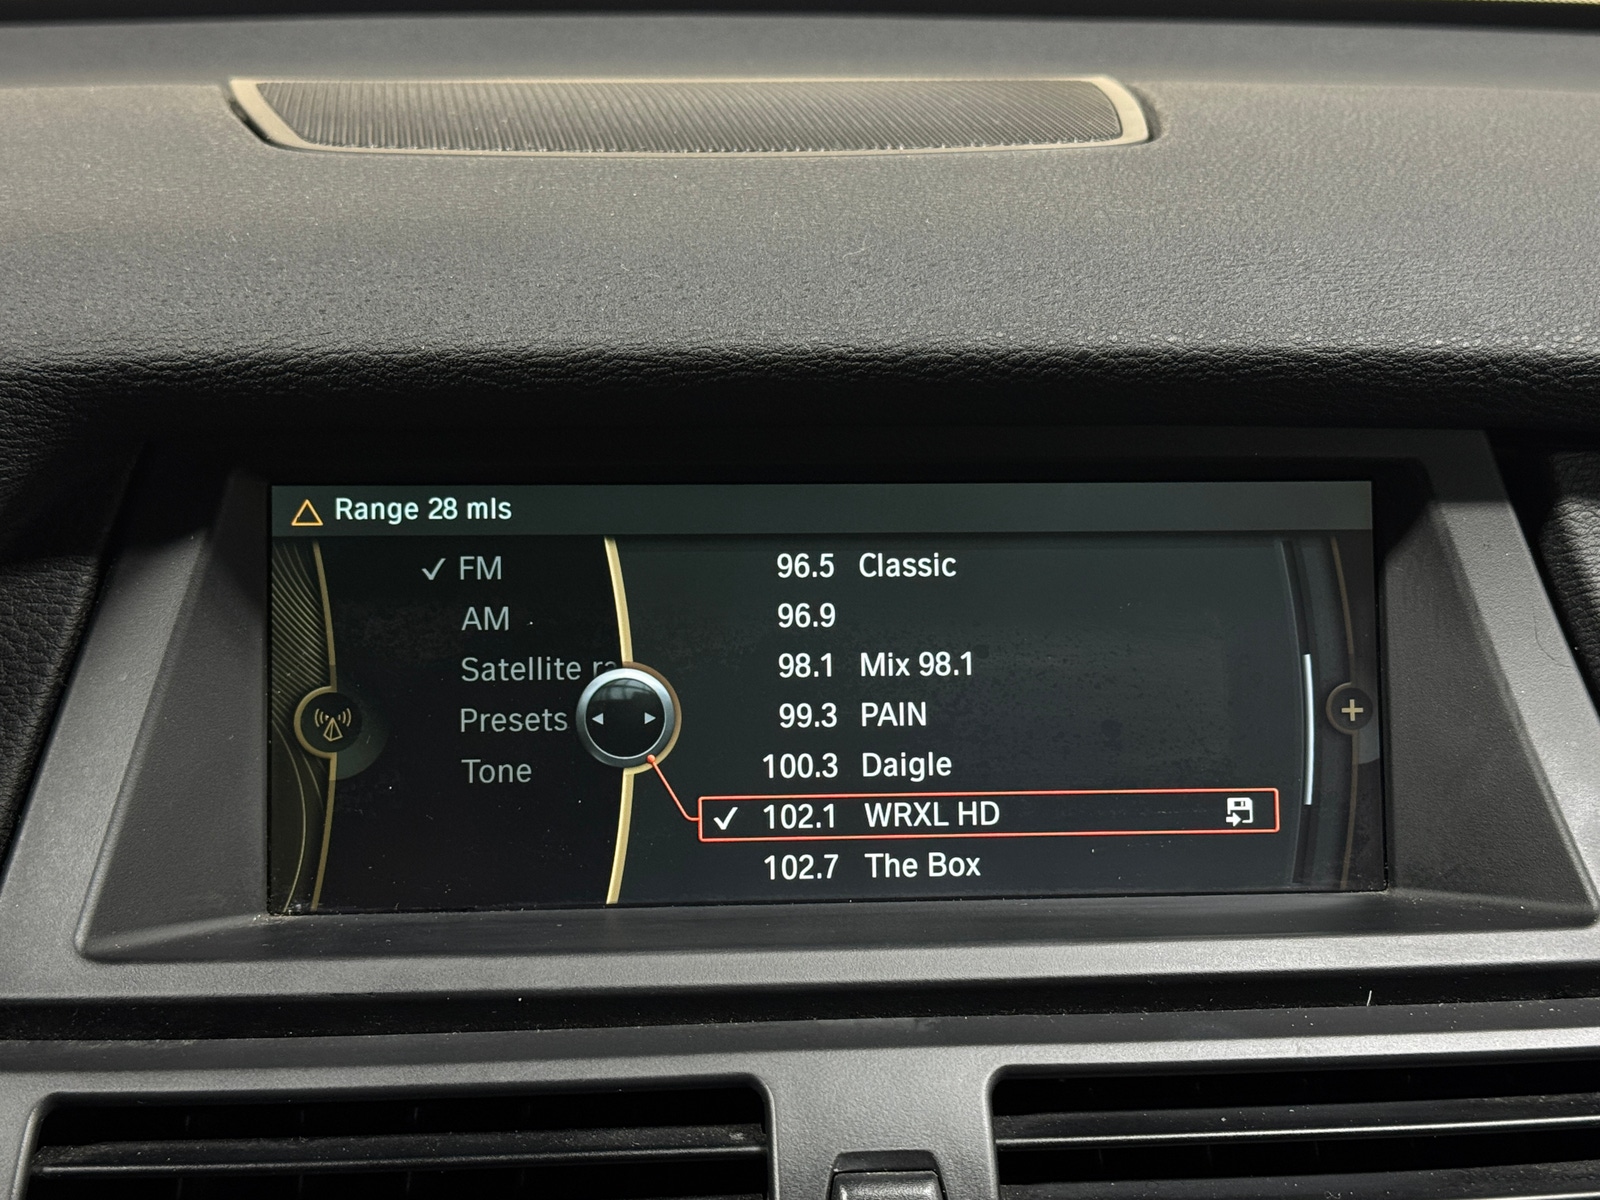 Range 28 mls
✓ FM
AM
Satellite ra
Presets
Tone
96.5 Classic
96.9
98.1 Mix 98.1
99.3 PAIN
100.3 Daigle
✓ 102.1 WRXL HD
102.7 The Box